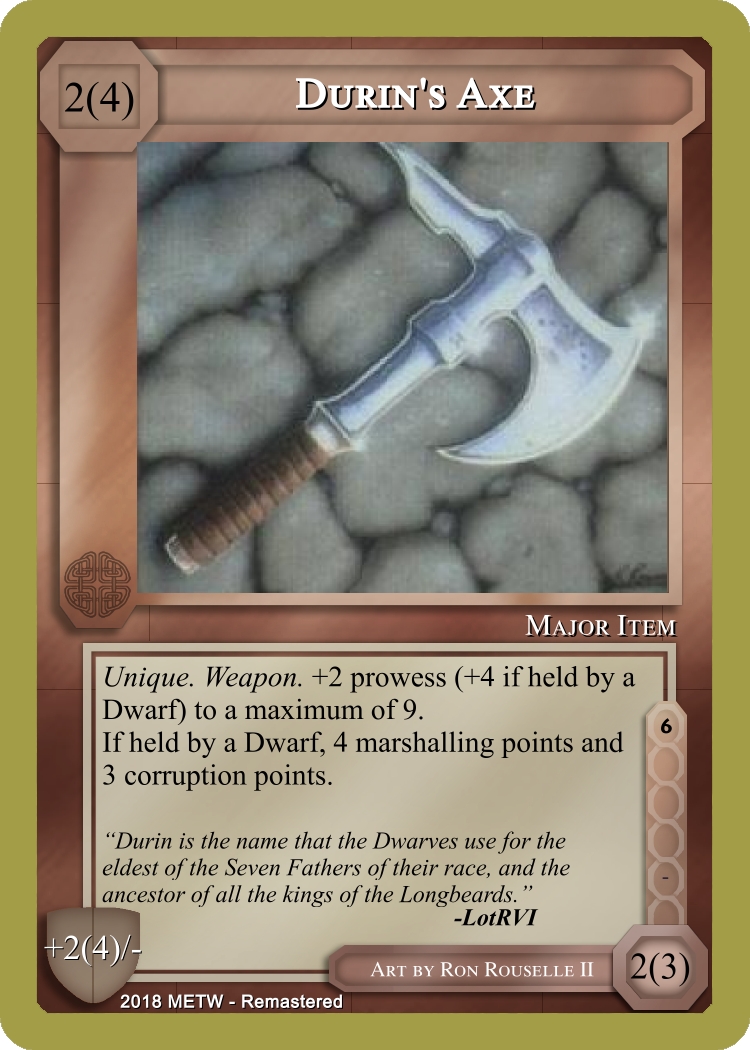 2(4)
DURIN'S AXE
MAJOR ITEM
Unique. Weapon. +2 prowess (+4 if held by a
Dwarf) to a maximum of 9.
If held by a Dwarf, 4 marshalling points and
3 corruption points.
6
“Durin is the name that the Dwarves use for the
eldest of the Seven Fathers of their race, and the
ancestor of all the kings of the Longbeards.”
-LotRVI
-
+2(4)/-
ART BY RON ROUSELLE II
2(3)
2018 METW - Remastered